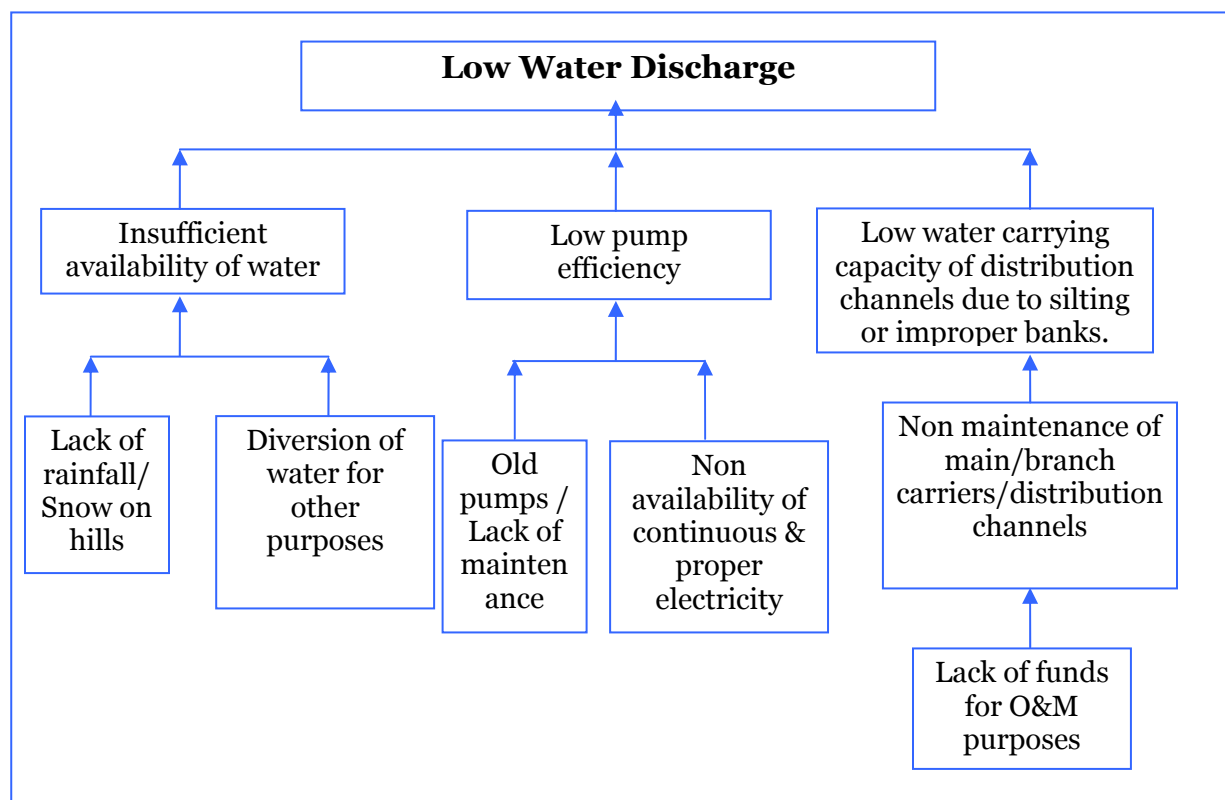 Low Water Discharge
Insufficient
availability of water
Low pump
efficiency
Low water carrying
capacity of distribution
channels due to silting
or improper banks.
Lack of
rainfall/
Snow on
hills
Diversion of
water for
other
purposes
Old
pumps /
Lack of
mainten
ance
Non
availability of
continuous &
proper
electricity
Non maintenance of
main/branch
carriers/distribution
channels
Lack of funds
for O&M
purposes